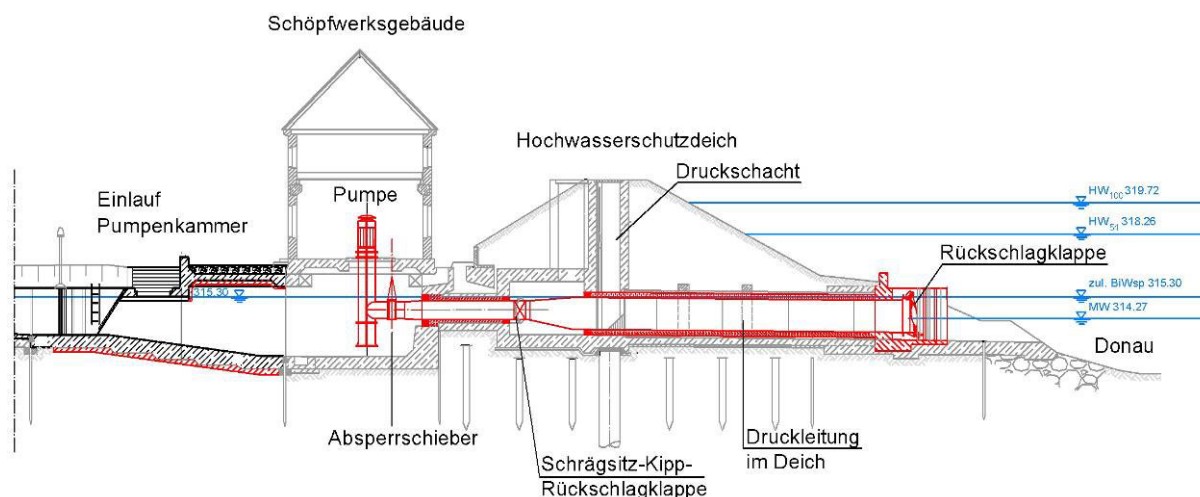 Schöpfwerksgebäude
Hochwasserschutzdeich
Druckschacht
Einlauf
Pumpenkammer
Pumpe
HW₁₀₀ 319.72
HW₅₁ 318.26
Rückschlagklappe
zul. BiWsp 315.30
315.30
MW 314.27
Donau
Absperrschieber
Druckleitung
im Deich
Schrägsitz-Kipp-
Rückschlagklappe